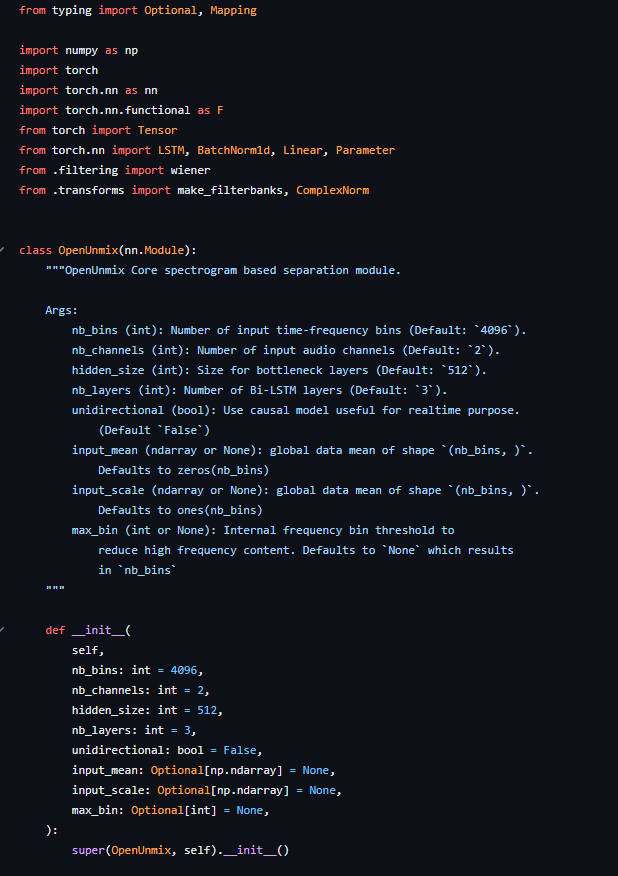 from typing import Optional, Mapping

import numpy as np
import torch
import torch.nn as nn
import torch.nn.functional as F
from torch import Tensor
from torch.nn import LSTM, BatchNorm1d, Linear, Parameter
from .filtering import wiener
from .transforms import make_filterbanks, ComplexNorm


class OpenUnmix(nn.Module):
    """OpenUnmix Core spectrogram based separation module.

    Args:
        nb_bins (int): Number of input time-frequency bins (Default: `4096`).
        nb_channels (int): Number of input audio channels (Default: `2`).
        hidden_size (int): Size for bottleneck layers (Default: `512`).
        nb_layers (int): Number of Bi-LSTM layers (Default: `3`).
        unidirectional (bool): Use causal model useful for realtime purpose.
            (Default `False`)
        input_mean (ndarray or None): global data mean of shape `(nb_bins, )`.
            Defaults to zeros(nb_bins)
        input_scale (ndarray or None): global data mean of shape `(nb_bins, )`.
            Defaults to ones(nb_bins)
        max_bin (int or None): Internal frequency bin threshold to
            reduce high frequency content. Defaults to `None` which results
            in `nb_bins`
    """

    def __init__(
        self,
        nb_bins: int = 4096,
        nb_channels: int = 2,
        hidden_size: int = 512,
        nb_layers: int = 3,
        unidirectional: bool = False,
        input_mean: Optional[np.ndarray] = None,
        input_scale: Optional[np.ndarray] = None,
        max_bin: Optional[int] = None,
    ):
        super(OpenUnmix, self).__init__()